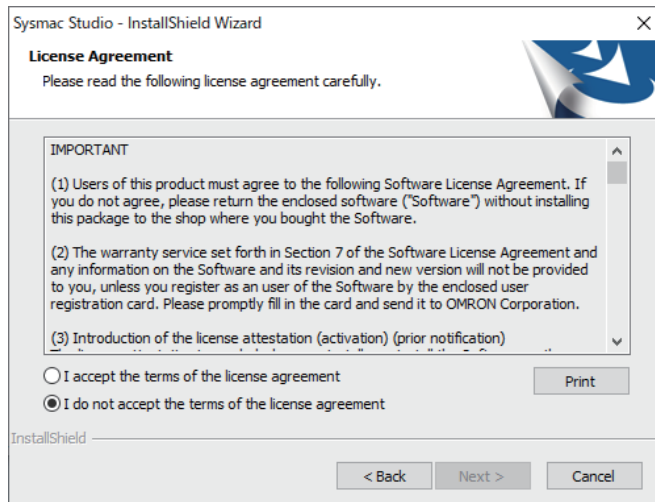 Sysmac Studio - InstallShield Wizard
License Agreement
Please read the following license agreement carefully.
IMPORTANT
(1) Users of this product must agree to the following Software License Agreement. If
you do not agree, please return the enclosed software ("Software") without installing
this package to the shop where you bought the Software.
(2) The warranty service set forth in Section 7 of the Software License Agreement and
any information on the Software and its revision and new version will not be provided
to you, unless you register as an user of the Software by the enclosed user
registration card. Please promptly fill in the card and send it to OMRON Corporation.
(3) Introduction of the license attestation (activation) (prior notification)
I accept the terms of the license agreement
Print
I do not accept the terms of the license agreement
InstallShield
< Back
Next >
Cancel